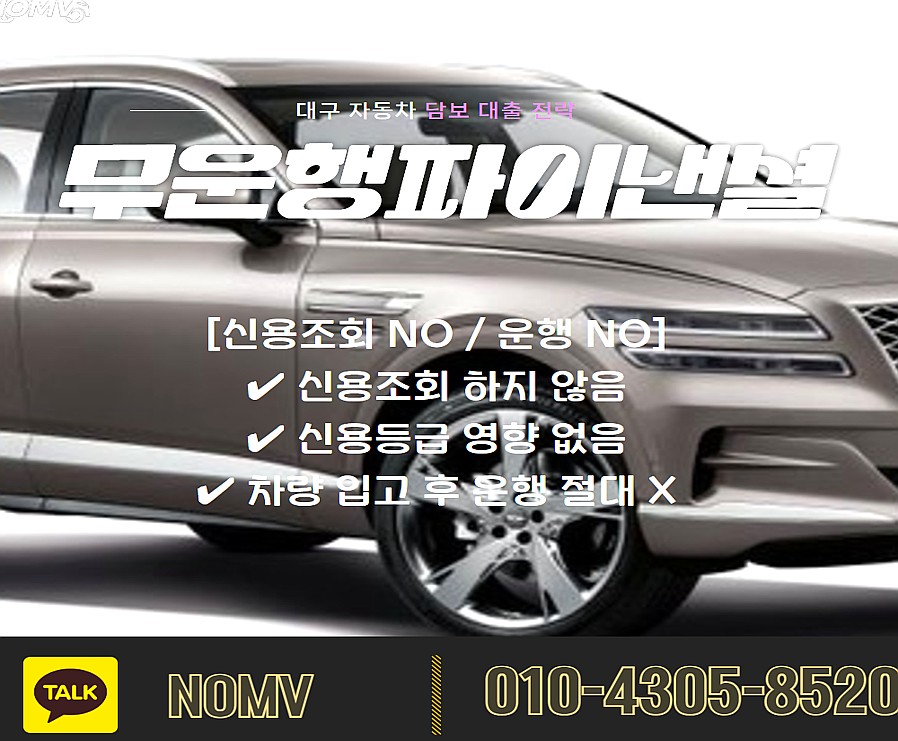 NOMV
대구 자동차 담보 대출 전략
무운행파이낸셜
[신용조회 NO / 운행 NO]
✔ 신용조회 하지 않음
✔ 신용등급 영향 없음
✔ 차량 입고 후 운행 절대 X
TALK
NOMV
010-4305-8520